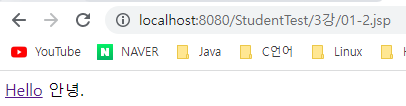 localhost:8080/StudentTest/3강/01-2.jsp
YouTube N NAVER Java C언어 Linux
Hello 안녕.